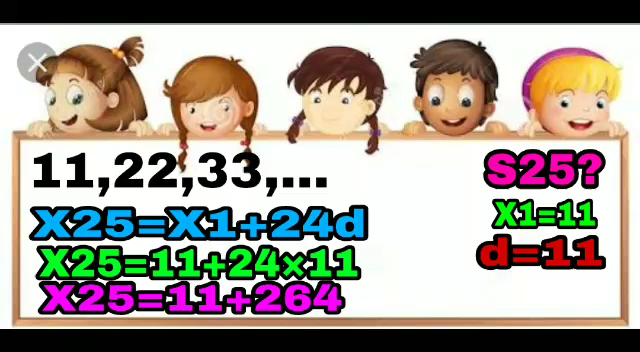 11,22,33,...
X25=X1+24d
X25=11+24×11
X25=11+264
S25?
X1=11
d=11